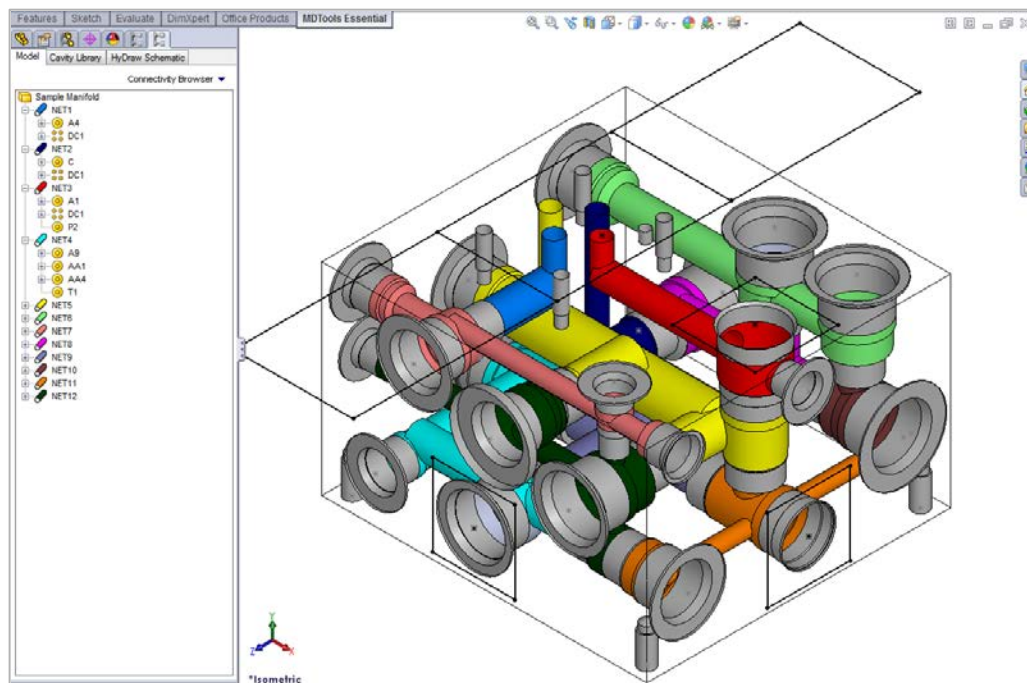 Features Sketch Evaluate DimXpert Office Products MDTools Essential
Model Cavity Library HyDraw Schematic
Connectivity Browser
Sample Manifold
NET1
A4
DC1
NET2
C
DC1
NET3
A1
DC1
P2
NET4
A9
AA1
AA4
T1
NET5
NET6
NET7
NET8
NET9
NET10
NET11
NET12
Y
Z X
*Isometric